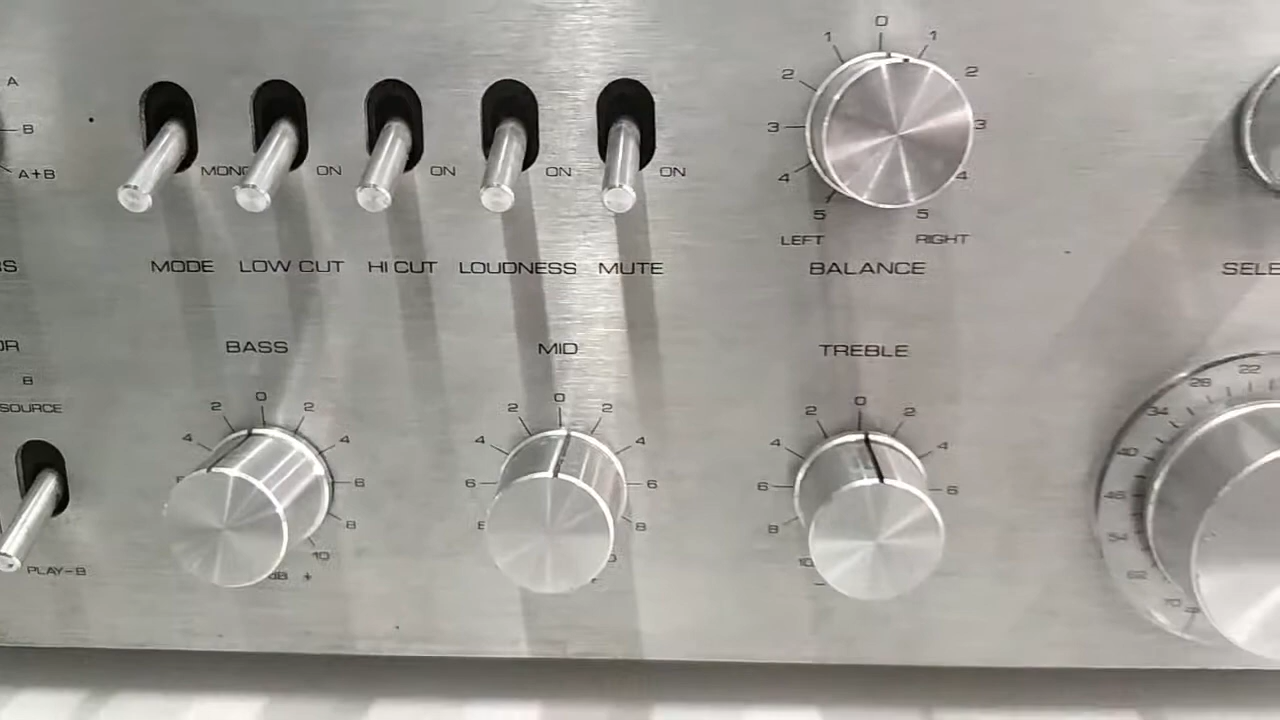 0
1 1
2 2
3 3
4 4
5 5
LEFT RIGHT
A
B
A+B
MONO ON ON ON ON
MODE LOW CUT HI CUT LOUDNESS MUTE BALANCE
BASS MID TREBLE
B
SOURCE
PLAY-B
0
2 2
4 4
6
8
10
dB +
0
2 2
4 4
6 6
8
0
2 2
4 4
6 6
8
10
-
22
28
34
40
46
54
62
70